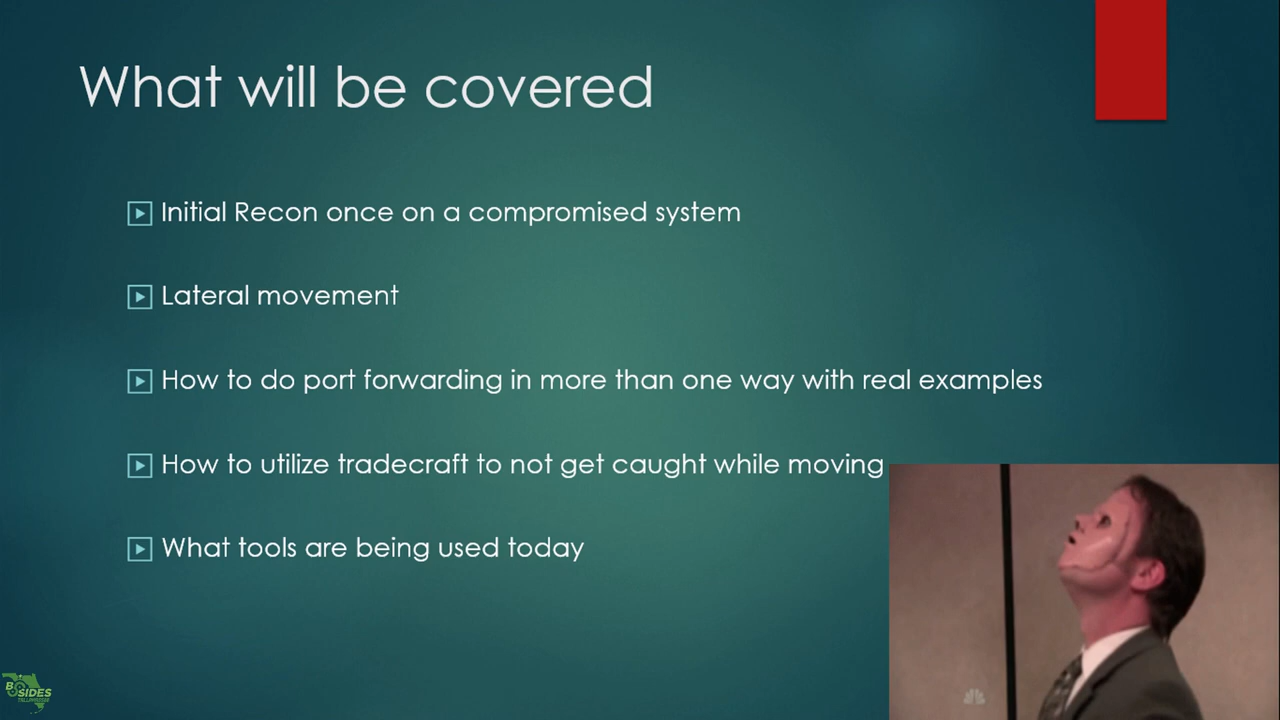 What will be covered
Initial Recon once on a compromised system
Lateral movement
How to do port forwarding in more than one way with real examples
How to utilize tradecraft to not get caught while moving
What tools are being used today
BSIDES
TALLAHASSEE